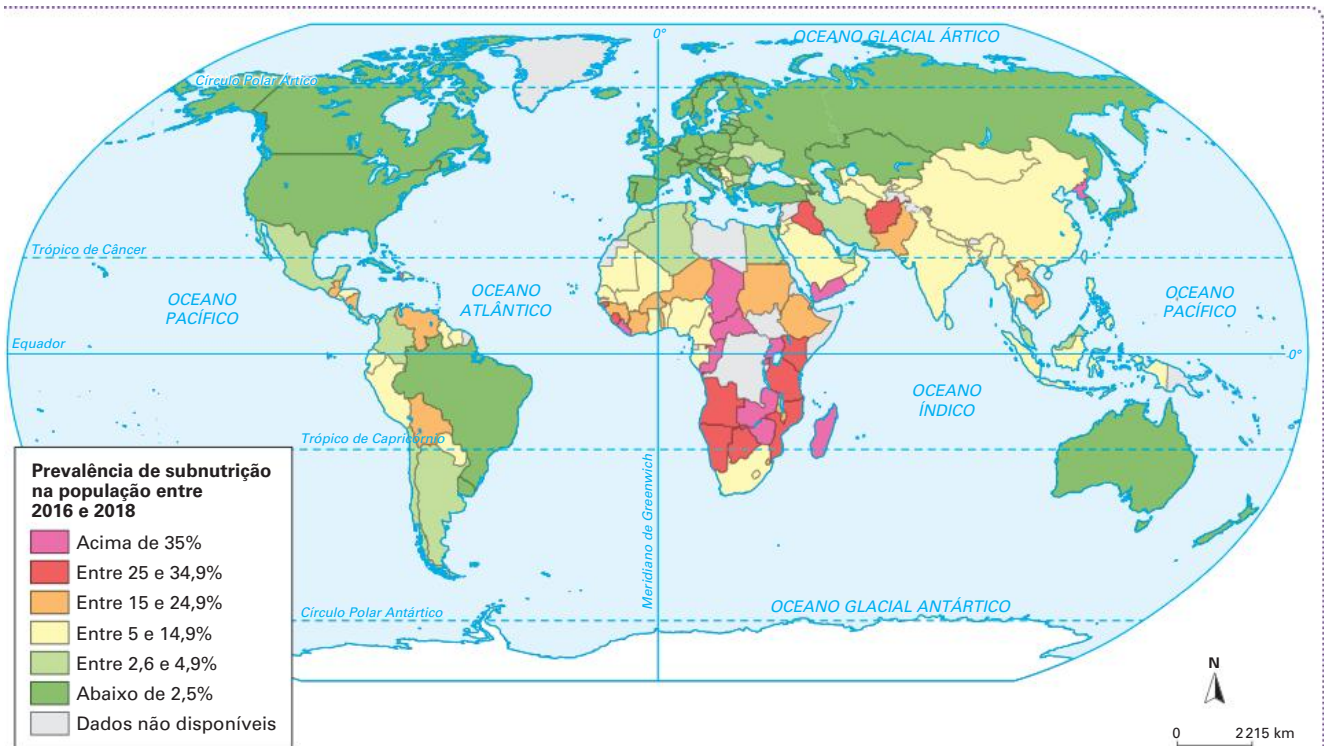 0°
OCEANO GLACIAL ÁRTICO
Círculo Polar Ártico
Trópico de Câncer
OCEANO
PACÍFICO
OCEANO
ATLÂNTICO
OCEANO
PACÍFICO
Equador
0°
OCEANO
ÍNDICO
Trópico de Capricórnio
Meridiano de Greenwich
Círculo Polar Antártico
OCEANO GLACIAL ANTÁRTICO
Prevalência de subnutrição
na população entre
2016 e 2018
Acima de 35%
Entre 25 e 34,9%
Entre 15 e 24,9%
Entre 5 e 14,9%
Entre 2,6 e 4,9%
Abaixo de 2,5%
Dados não disponíveis
N
0 2 215 km